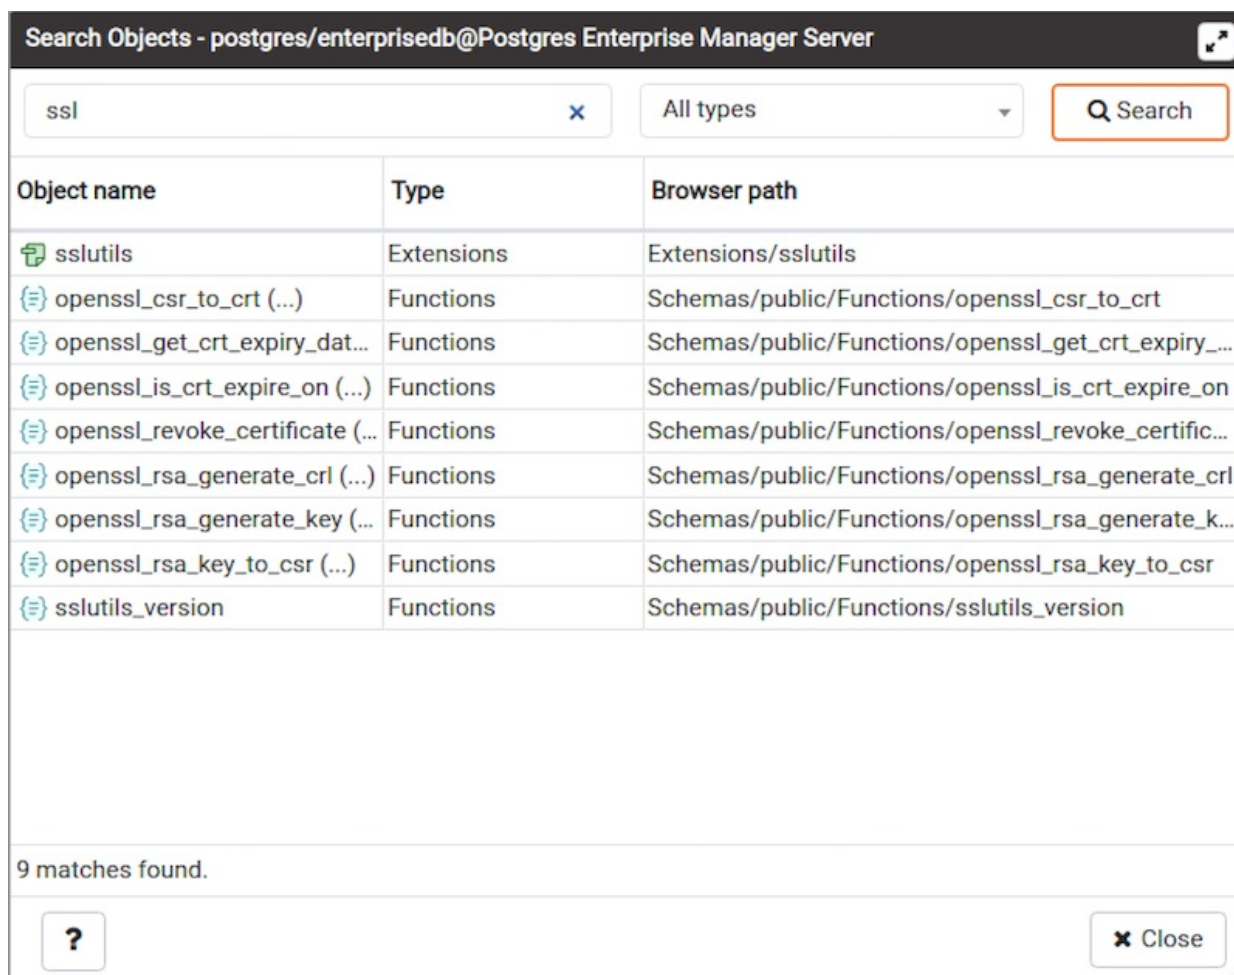 Search Objects - postgres/enterprisedb@Postgres Enterprise Manager Server
ssl All types Search
Object name Type Browser path
sslutils Extensions Extensions/sslutils
openssl_csr_to_crt (...) Functions Schemas/public/Functions/openssl_csr_to_crt
openssl_get_crt_expiry_dat... Functions Schemas/public/Functions/openssl_get_crt_expiry_...
openssl_is_crt_expire_on (...) Functions Schemas/public/Functions/openssl_is_crt_expire_on
openssl_revoke_certificate (... Functions Schemas/public/Functions/openssl_revoke_certific...
openssl_rsa_generate_crl (...) Functions Schemas/public/Functions/openssl_rsa_generate_crl
openssl_rsa_generate_key (... Functions Schemas/public/Functions/openssl_rsa_generate_k...
openssl_rsa_key_to_csr (...) Functions Schemas/public/Functions/openssl_rsa_key_to_csr
sslutils_version Functions Schemas/public/Functions/sslutils_version
9 matches found.
? Close